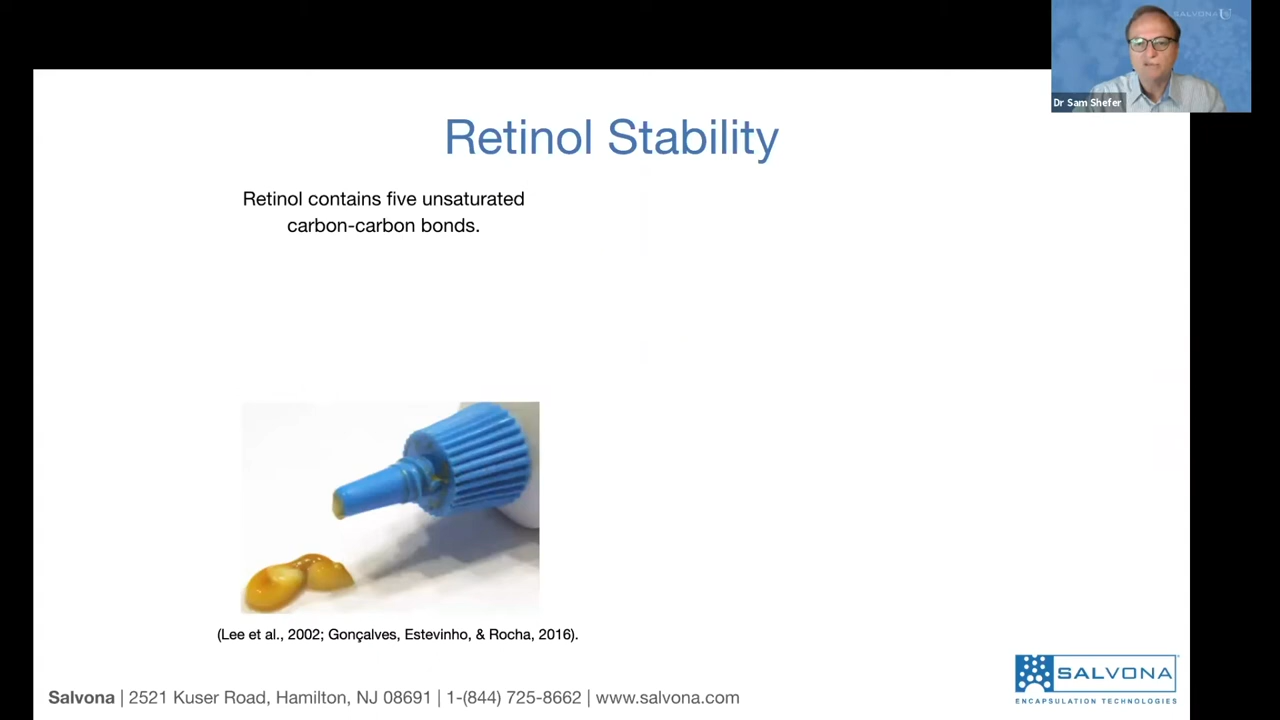 SALVONA
Dr Sam Shefer
Retinol Stability
Retinol contains five unsaturated
carbon-carbon bonds.
(Lee et al., 2002; Gonçalves, Estevinho, & Rocha, 2016).
SALVONA
ENCAPSULATION TECHNOLOGIES
Salvona | 2521 Kuser Road, Hamilton, NJ 08691 | 1-(844) 725-8662 | www.salvona.com